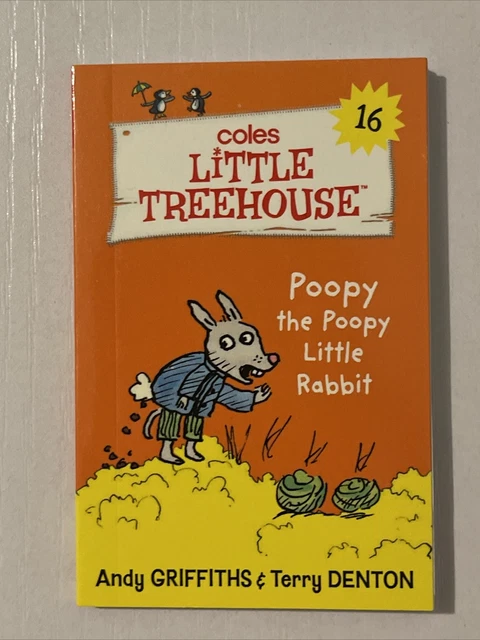 16
coles
LiTTLE
TREEHOUSE™
Poopy
the Poopy
Little
Rabbit
Andy GRIFFITHS & Terry DENTON